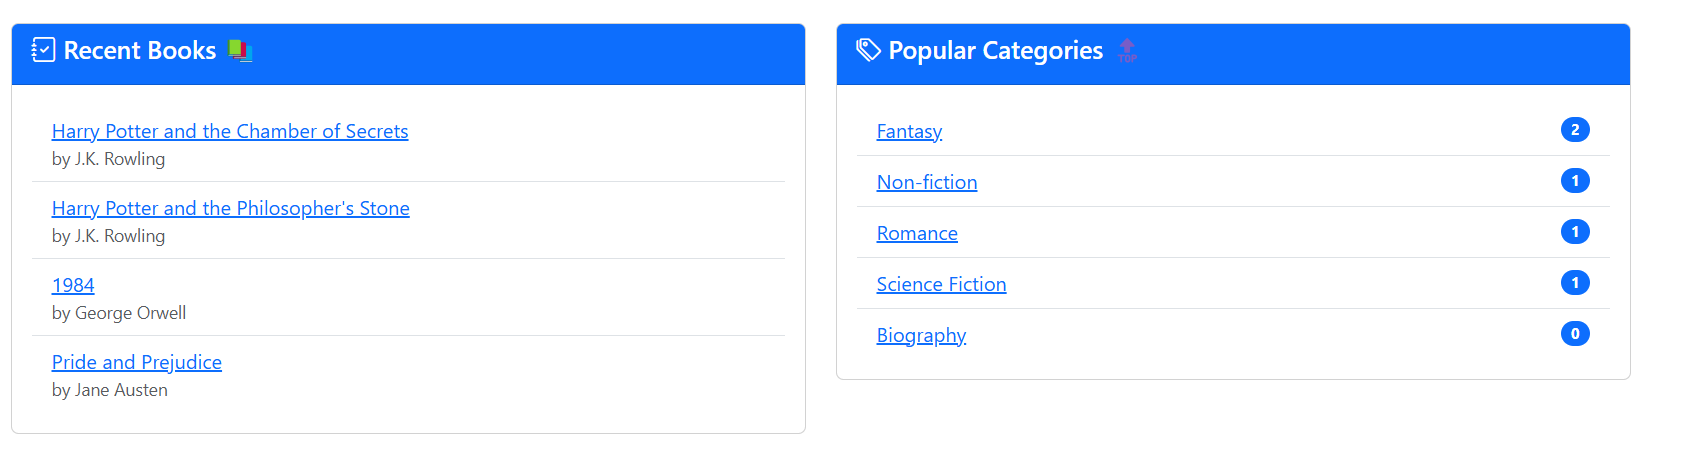 Recent Books
Harry Potter and the Chamber of Secrets
by J.K. Rowling
Harry Potter and the Philosopher's Stone
by J.K. Rowling
1984
by George Orwell
Pride and Prejudice
by Jane Austen
Popular Categories TOP
Fantasy 2
Non-fiction 1
Romance 1
Science Fiction 1
Biography 0